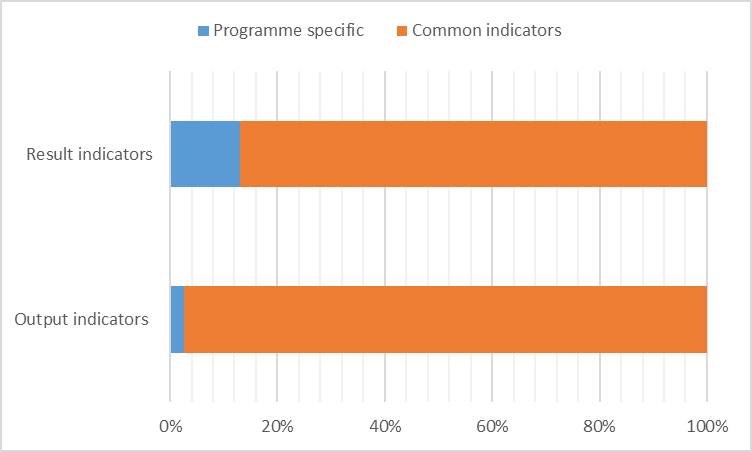 Programme specific Common indicators
Result indicators
Output indicators
0% 20% 40% 60% 80% 100%